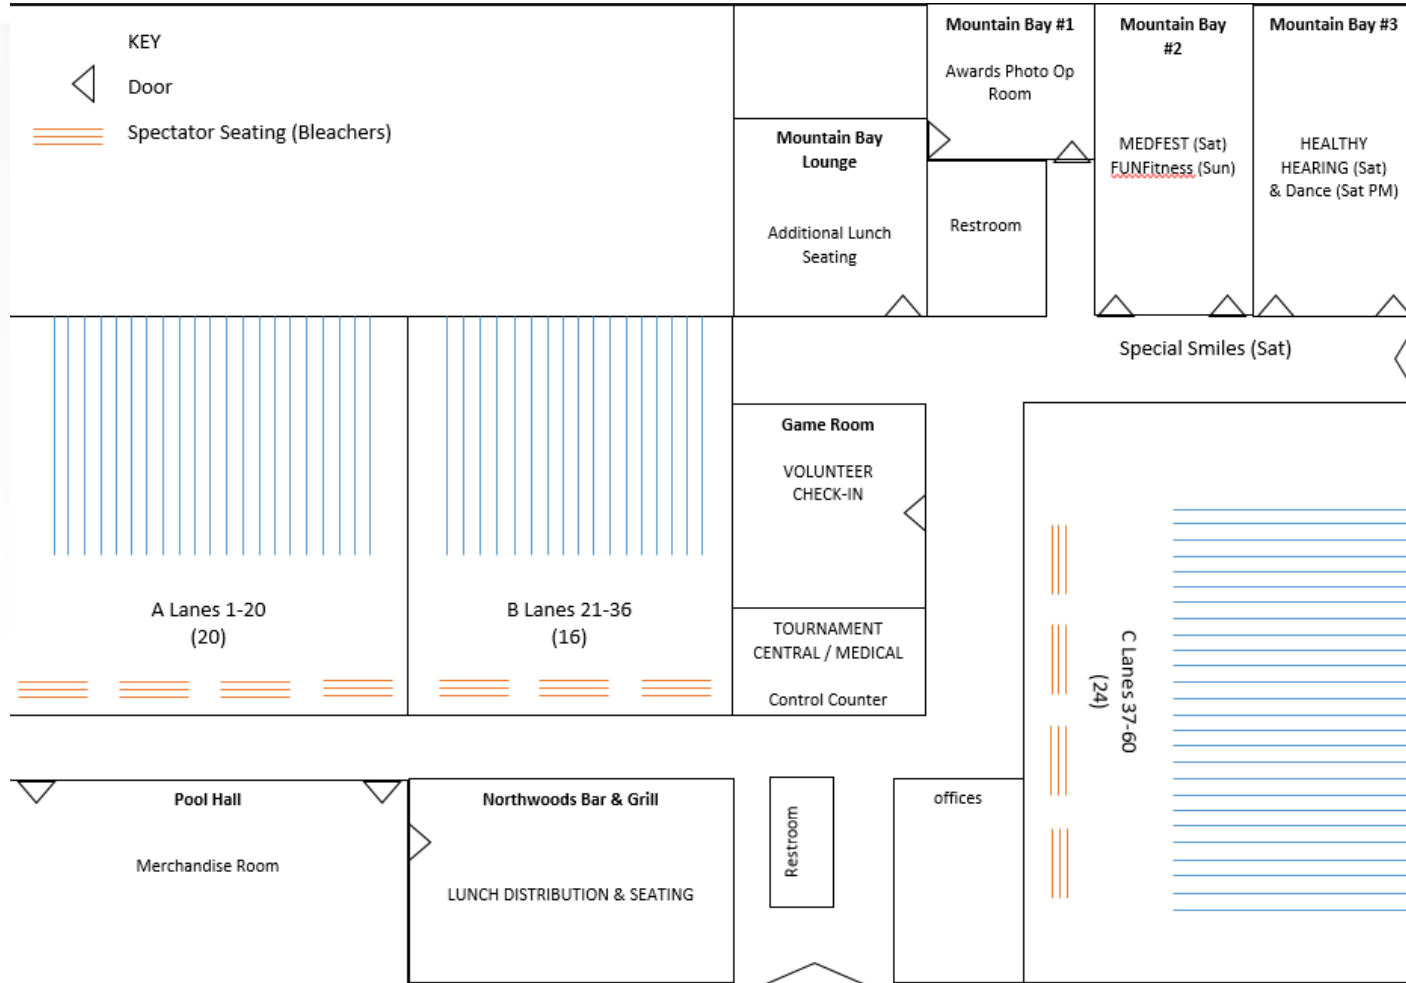 KEY
Door
Spectator Seating (Bleachers)
Mountain Bay #1
Awards Photo Op
Room
Mountain Bay
#2
MEDFEST (Sat)
FUNFitness (Sun)
Mountain Bay #3
HEALTHY
HEARING (Sat)
& Dance (Sat PM)
Mountain Bay
Lounge
Additional Lunch
Seating
Restroom
Special Smiles (Sat)
Game Room
VOLUNTEER
CHECK-IN
A Lanes 1-20
(20)
B Lanes 21-36
(16)
TOURNAMENT
CENTRAL / MEDICAL
Control Counter
C Lanes 37-60
(24)
Pool Hall
Merchandise Room
Northwoods Bar & Grill
LUNCH DISTRIBUTION & SEATING
Restroom
offices